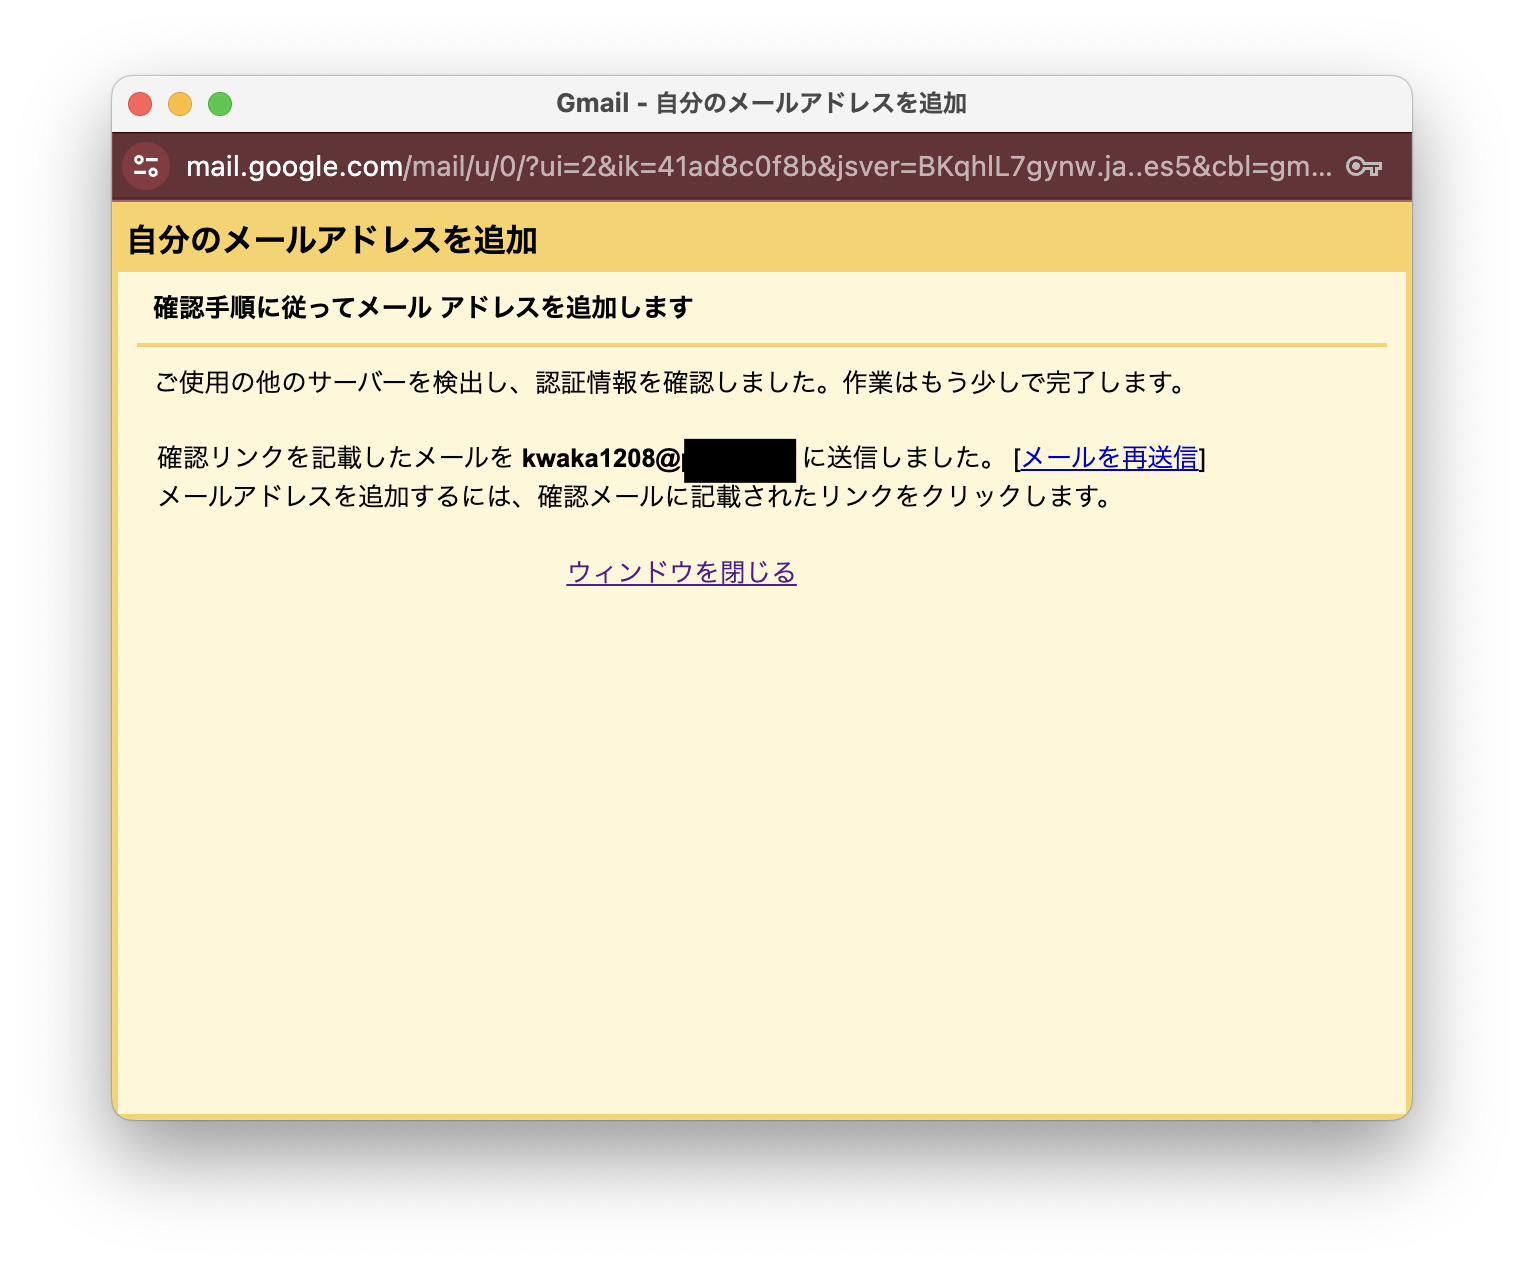 Gmail - 自分のメールアドレスを追加
mail.google.com/mail/u/0/?ui=2&ik=41ad8c0f8b&jsver=BKqhlL7gynw.ja..es5&cbl=gm...
自分のメールアドレスを追加
確認手順に従ってメール アドレスを追加します
ご使用の他のサーバーを検出し、認証情報を確認しました。作業はもう少しで完了します。
確認リンクを記載したメールを kwaka1208@ に送信しました。 [メールを再送信]
メールアドレスを追加するには、確認メールに記載されたリンクをクリックします。
ウィンドウを閉じる